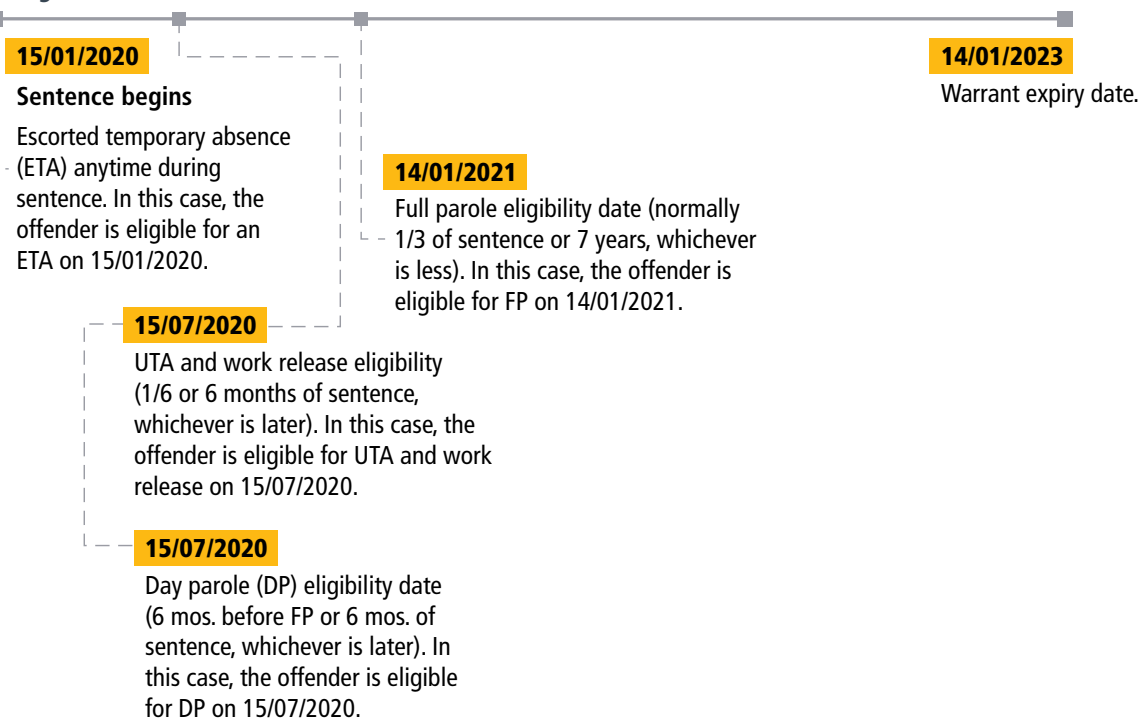 15/01/2020
Sentence begins
Escorted temporary absence
(ETA) anytime during
sentence. In this case, the
offender is eligible for an
ETA on 15/01/2020.
14/01/2023
Warrant expiry date.
14/01/2021
Full parole eligibility date (normally
1/3 of sentence or 7 years, whichever
is less). In this case, the offender is
eligible for FP on 14/01/2021.
15/07/2020
UTA and work release eligibility
(1/6 or 6 months of sentence,
whichever is later). In this case, the
offender is eligible for UTA and work
release on 15/07/2020.
15/07/2020
Day parole (DP) eligibility date
(6 mos. before FP or 6 mos. of
sentence, whichever is later). In
this case, the offender is eligible
for DP on 15/07/2020.